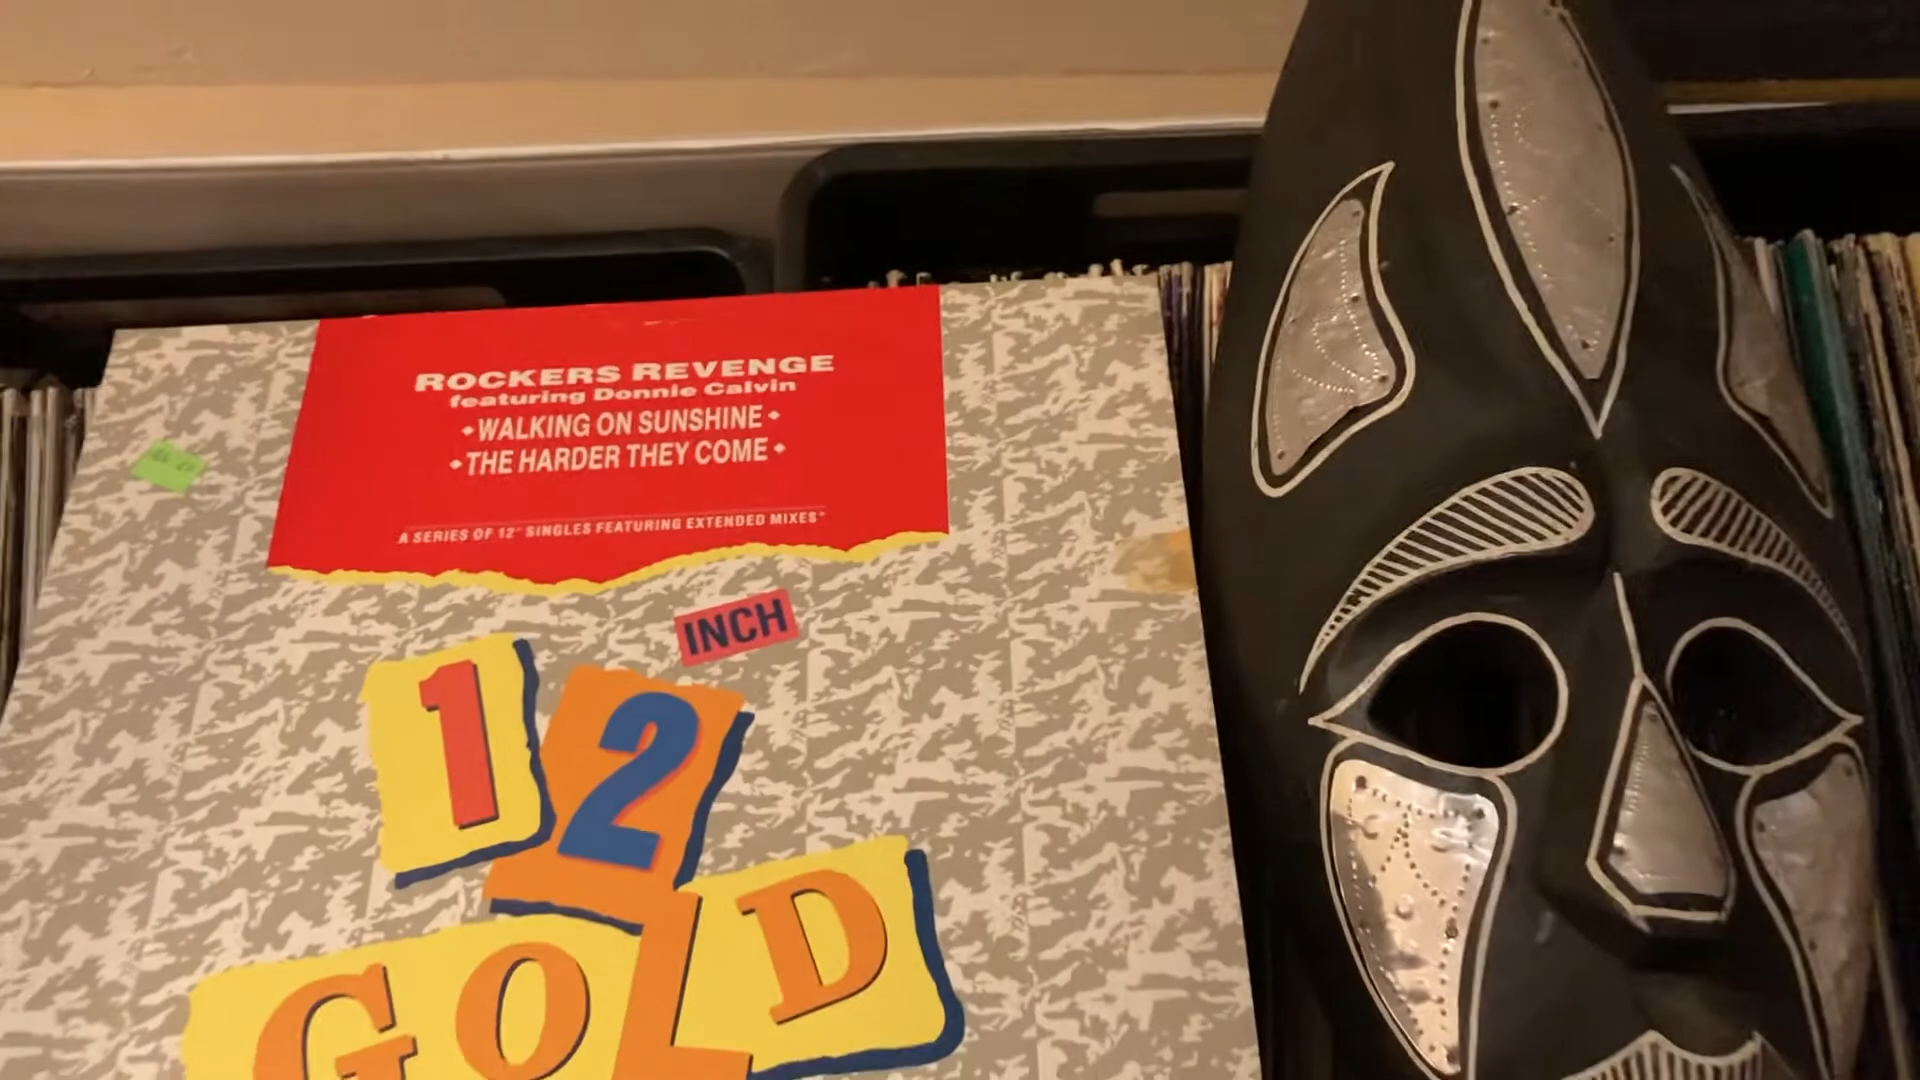 ROCKERS REVENGE
featuring Donnie Calvin
•WALKING ON SUNSHINE•
•THE HARDER THEY COME•
A SERIES OF 12" SINGLES FEATURING EXTENDED MIXES"
INCH
12
GOLD